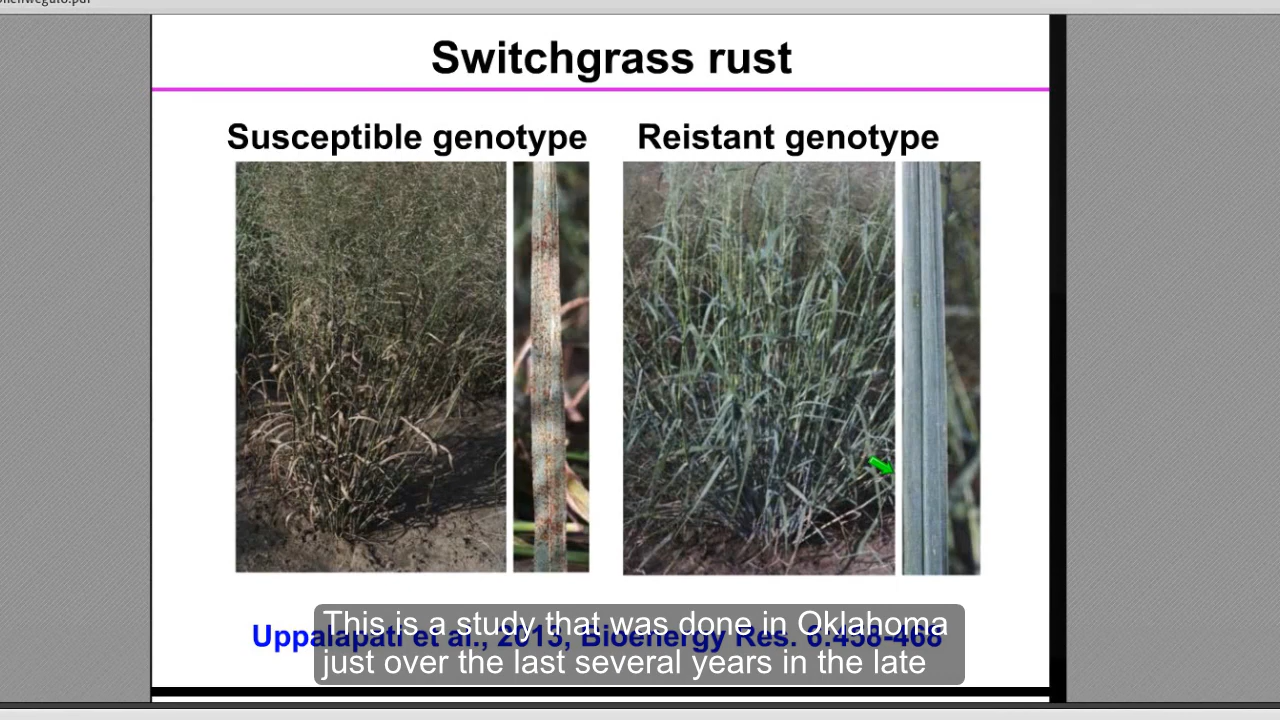 Switchgrass rust
Susceptible genotype
Reistant genotype
Uppalapati et al., 2013, Bioenergy Res. 6:458-468
This is a study that was done in Oklahoma
just over the last several years in the late